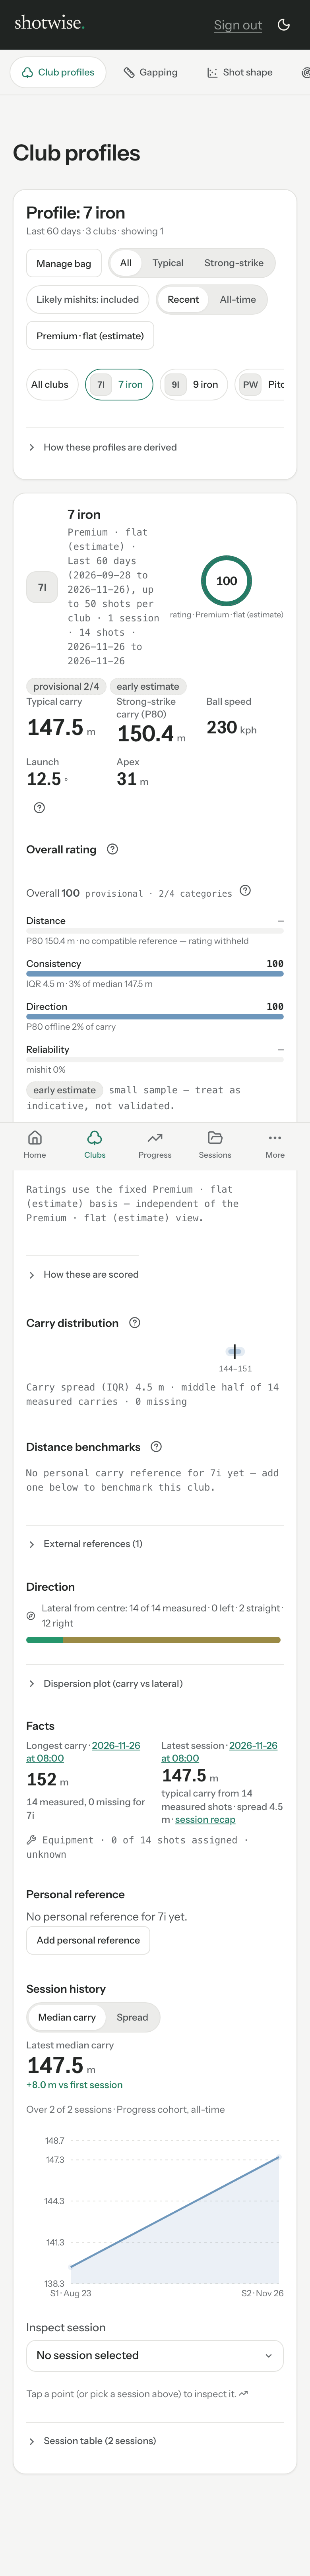 shotwise.
Sign out
Club profiles
Gapping
Shot shape
Club profiles
Profile: 7 iron
Last 60 days · 3 clubs · showing 1
Manage bag
All
Typical
Strong-strike
Likely mishits: included
Recent
All-time
Premium · flat (estimate)
All clubs
7I
7 iron
9I
9 iron
PW
How these profiles are derived
7 iron
7I
Premium · flat
(estimate) ·
Last 60 days
(2026-09-28 to
2026-11-26), up
to 50 shots per
club · 1 session
· 14 shots ·
2026-11-26 to
2026-11-26
100
rating · Premium · flat (estimate)
provisional 2/4
early estimate
Typical carry
147.5 m
Strong-strike
carry (P80)
150.4 m
Ball speed
230 kph
Launch
12.5 °
Apex
31 m
Overall rating
Overall 100 provisional · 2/4 categories
Distance –
P80 150.4 m · no compatible reference — rating withheld
Consistency 100
IQR 4.5 m · 3% of median 147.5 m
Direction 100
P80 offline 2% of carry
Reliability –
mishit 0%
early estimate small sample — treat as
indicative, not validated.
Home
Clubs
Progress
Sessions
More
Ratings use the fixed Premium · flat
(estimate) basis — independent of the
Premium · flat (estimate) view.
How these are scored
Carry distribution
144–151
Carry spread (IQR) 4.5 m · middle half of 14
measured carries · 0 missing
Distance benchmarks
No personal carry reference for 7i yet — add
one below to benchmark this club.
External references (1)
Direction
Lateral from centre: 14 of 14 measured · 0 left · 2 straight ·
12 right
Dispersion plot (carry vs lateral)
Facts
Longest carry · 2026-11-26
at 08:00
152 m
14 measured, 0 missing for
7i
Latest session · 2026-11-26
at 08:00
147.5 m
typical carry from 14
measured shots · spread 4.5
m · session recap
Equipment · 0 of 14 shots assigned ·
unknown
Personal reference
No personal reference for 7i yet.
Add personal reference
Session history
Median carry
Spread
Latest median carry
147.5 m
+8.0 m vs first session
Over 2 of 2 sessions · Progress cohort, all-time
148.7
147.3
144.3
141.3
138.3
S1 · Aug 23
S2 · Nov 26
Inspect session
No session selected
Tap a point (or pick a session above) to inspect it.
Session table (2 sessions)